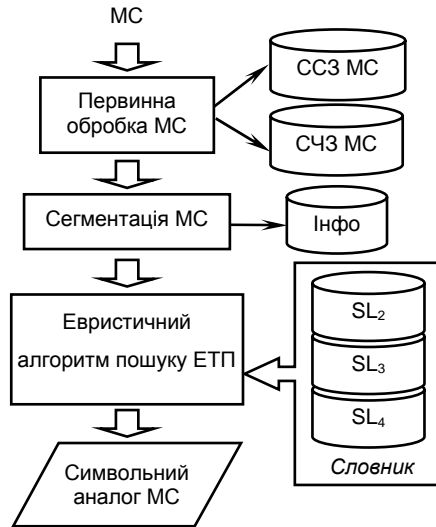 МС
Первинна
обробка МС
ССЗ МС
СЧЗ МС
Сегментація МС
Інфо
Евристичний
алгоритм пошуку ЕТП
SL₂
SL₃
SL₄
Словник
Символьний
аналог МС